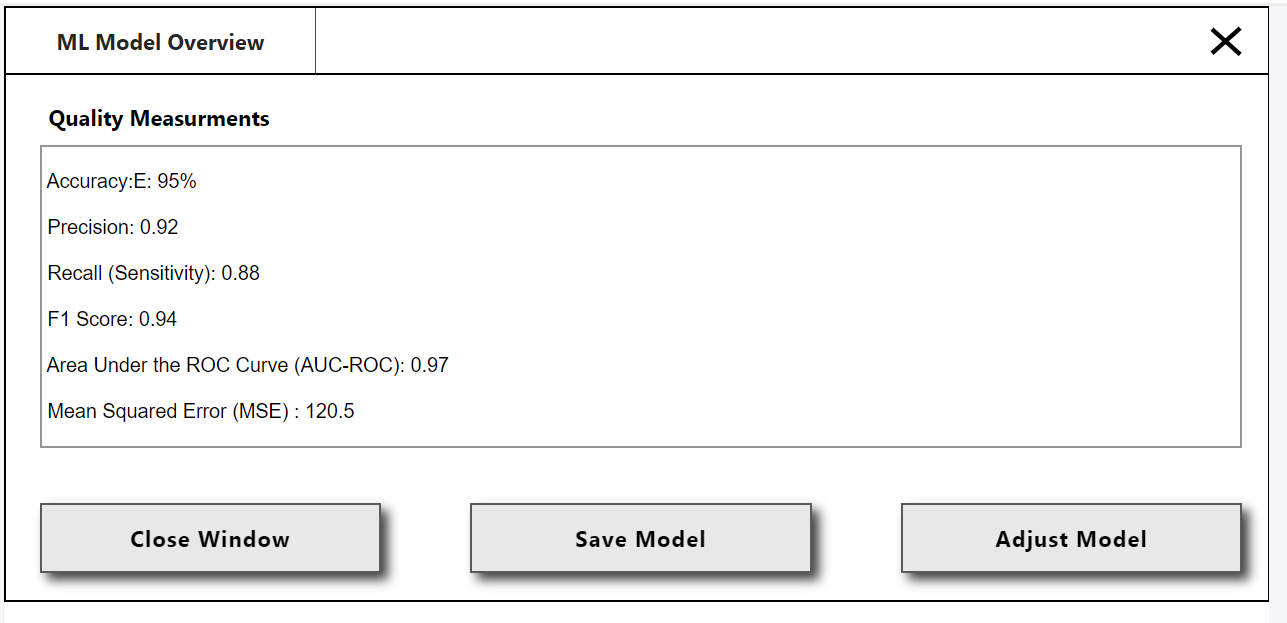 ML Model Overview
Quality Measurments
Accuracy:E: 95%
Precision: 0.92
Recall (Sensitivity): 0.88
F1 Score: 0.94
Area Under the ROC Curve (AUC-ROC): 0.97
Mean Squared Error (MSE) : 120.5
Close Window
Save Model
Adjust Model